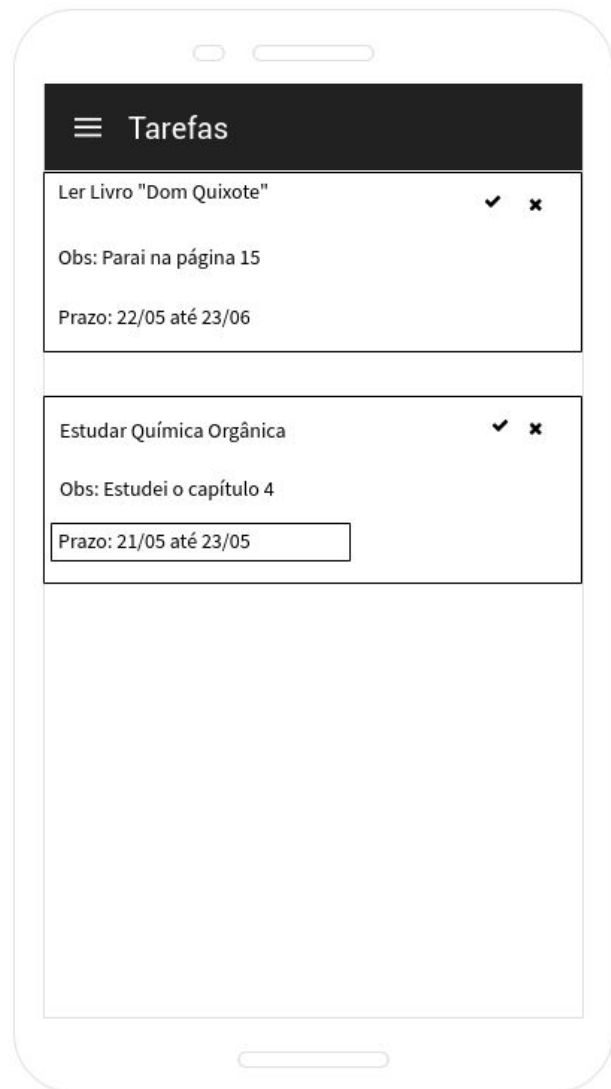 Tarefas
Ler Livro "Dom Quixote"
Obs: Parai na página 15
Prazo: 22/05 até 23/06
Estudar Química Orgânica
Obs: Estudei o capítulo 4
Prazo: 21/05 até 23/05